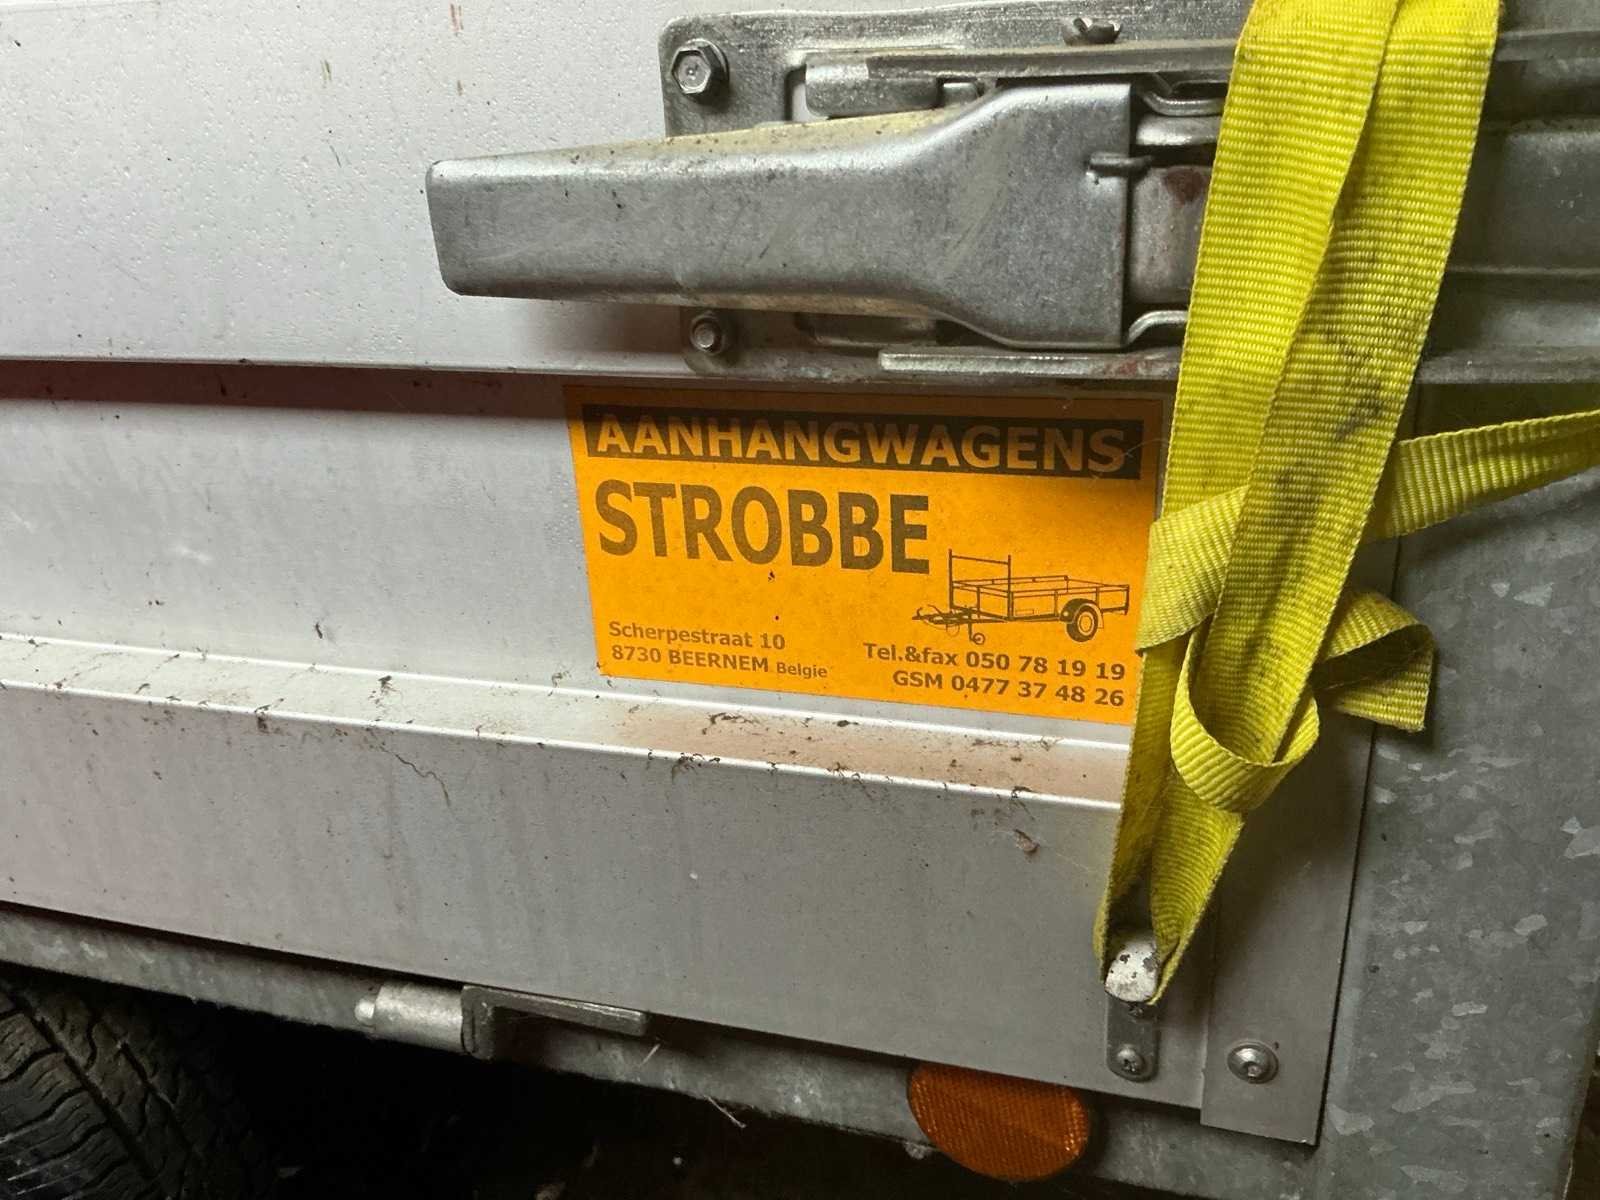 AANHANGWAGENS
STROBBE
Scherpestraat 10
8730 BEERNEM Belgie
Tel.&fax 050 78 19 19
GSM 0477 37 48 26